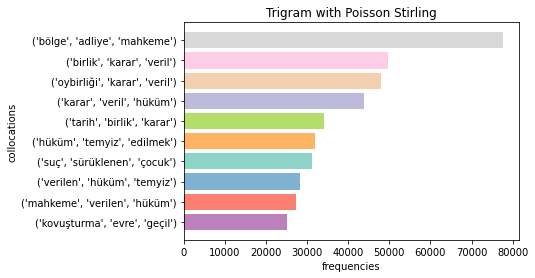 Trigram with Poisson Stirling
collocations
('bölge', 'adliye', 'mahkeme')
('birlik', 'karar', 'veril')
('oybirliği', 'karar', 'veril')
('karar', 'veril', 'hüküm')
('tarih', 'birlik', 'karar')
('hüküm', 'temyiz', 'edilmek')
('suç', 'sürüklenen', 'çocuk')
('verilen', 'hüküm', 'temyiz')
('mahkeme', 'verilen', 'hüküm')
('kovuşturma', 'evre', 'geçil')
0 10000 20000 30000 40000 50000 60000 70000 80000
frequencies